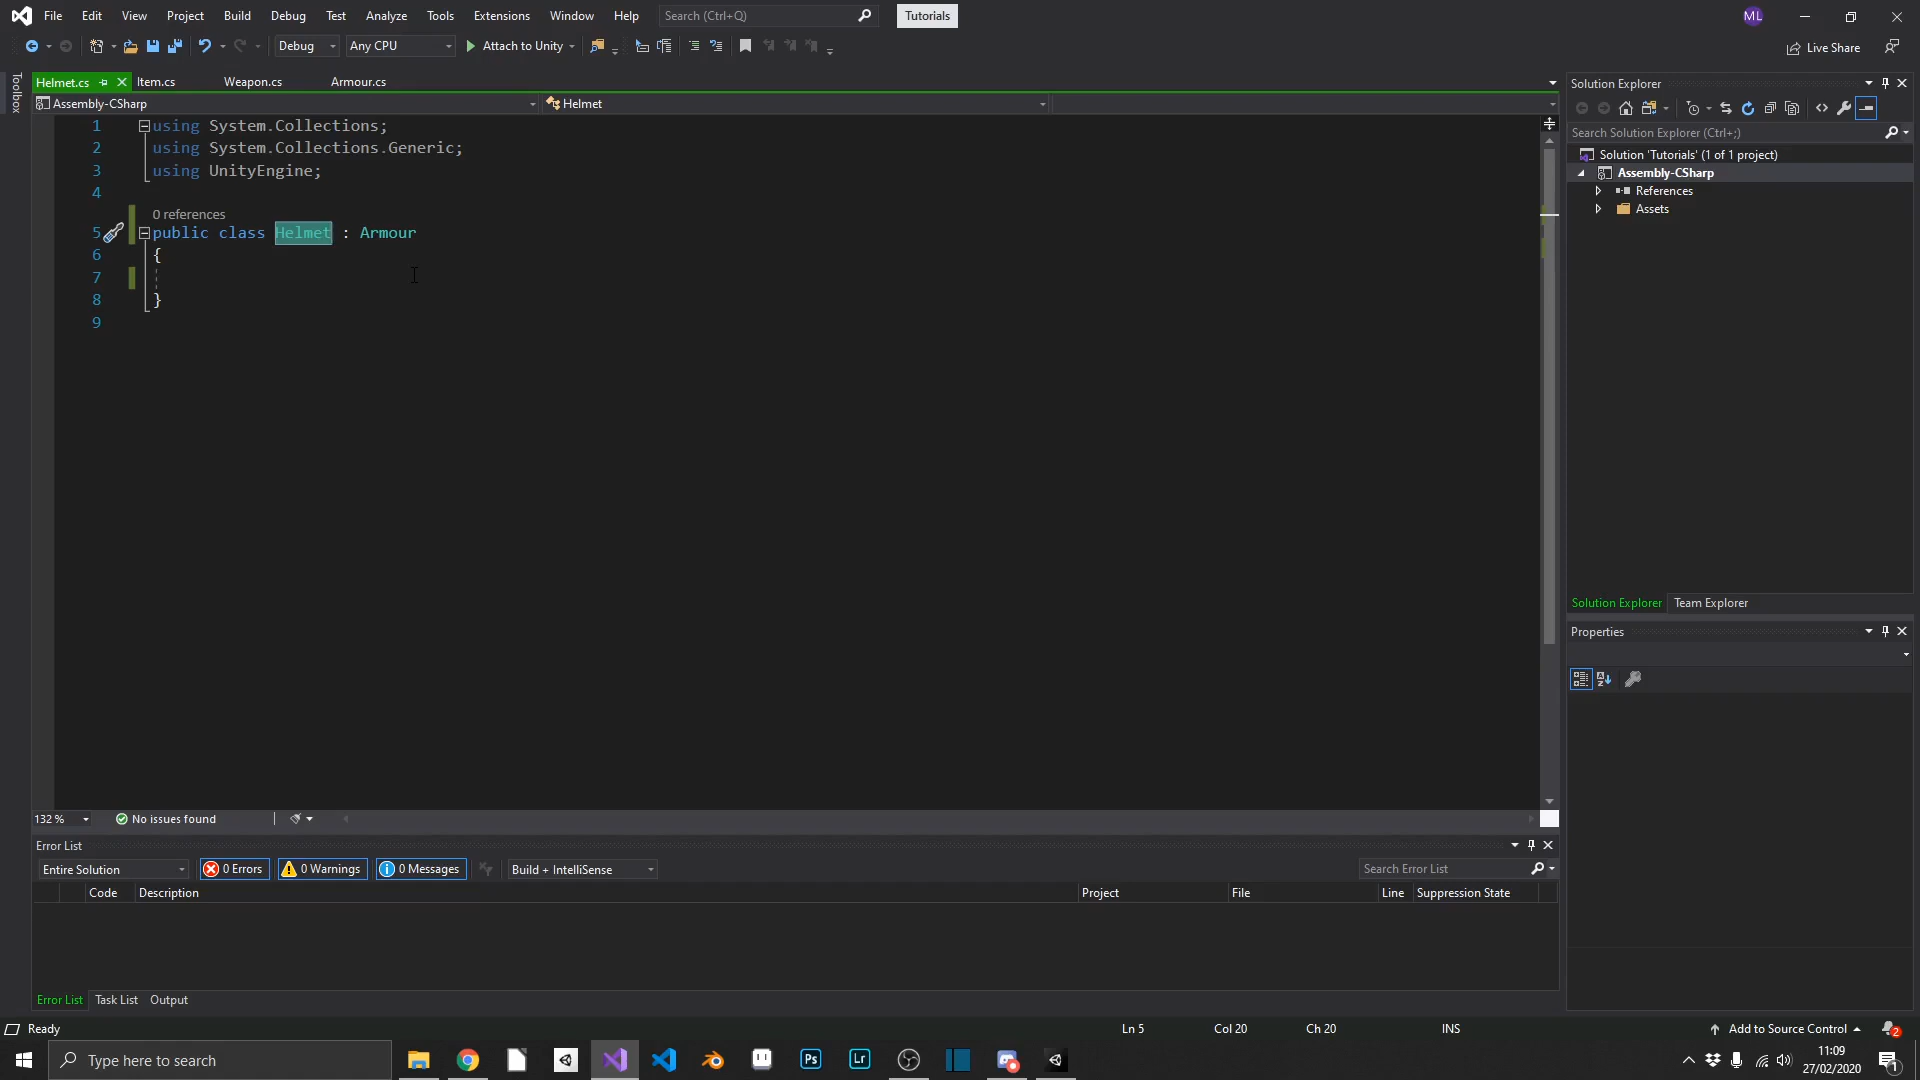 File Edit View Project Build Debug Test Analyze Tools Extensions Window Help Search (Ctrl+Q) Tutorials ML
Debug Any CPU Attach to Unity Live Share
Toolbox
Helmet.cs Item.cs Weapon.cs Armour.cs
Assembly-CSharp Helmet
1 using System.Collections;
2 using System.Collections.Generic;
3 using UnityEngine;
4
0 references
5 public class Helmet : Armour
6 {
7
8 }
9
132 % No issues found
Error List
Entire Solution 0 Errors 0 Warnings 0 Messages Build + IntelliSense Search Error List
Code Description Project File Line Suppression State
Error List Task List Output
Solution Explorer
Search Solution Explorer (Ctrl+;)
Solution 'Tutorials' (1 of 1 project)
Assembly-CSharp
References
Assets
Solution Explorer Team Explorer
Properties
Ready Ln 5 Col 20 Ch 20 INS Add to Source Control 2
Type here to search Ps Lr 11:09
27/02/2020 1